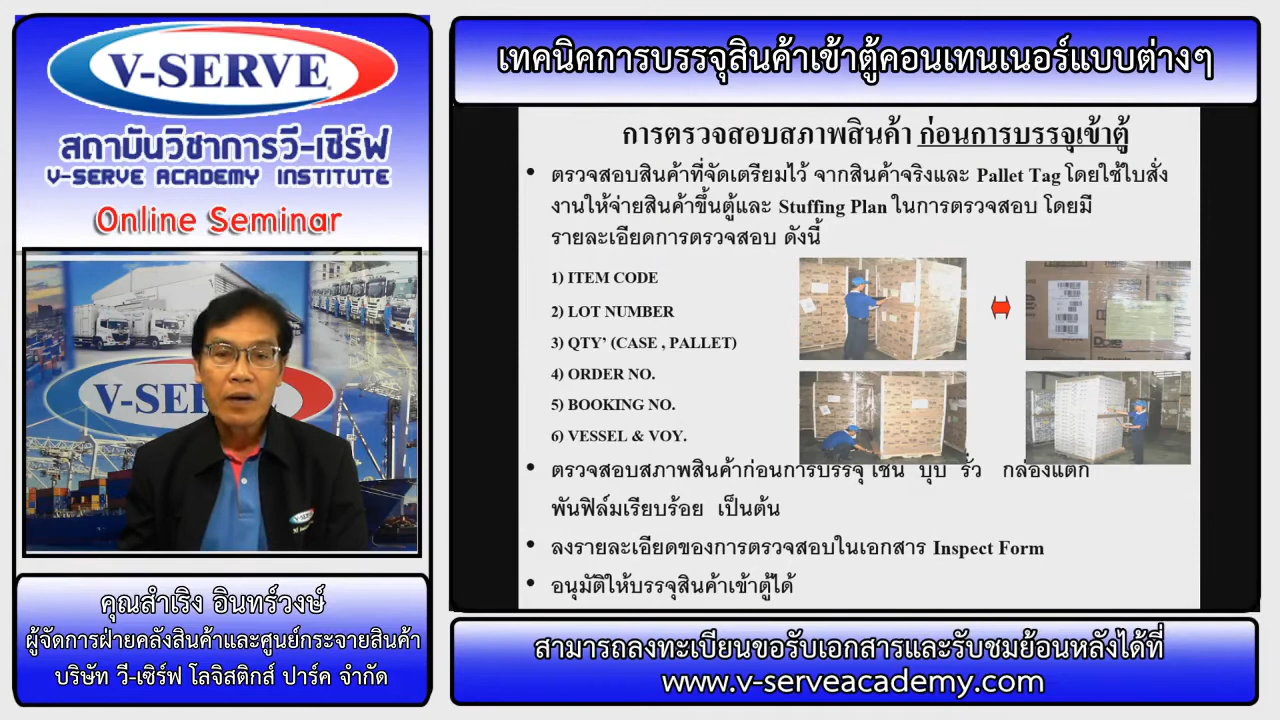 V-SERVE
สถาบันวิชาการวี-เซิร์ฟ
V-SERVE ACADEMY INSTITUTE
Online Seminar
V-SERV
คุณสำเริง อินทร์วงษ์
ผู้จัดการฝ่ายคลังสินค้าและศูนย์กระจายสินค้า
บริษัท วี-เซิร์ฟ โลจิสติกส์ ปาร์ค จำกัด
เทคนิคการบรรจุสินค้าเข้าตู้คอนเทนเนอร์แบบต่างๆ
การตรวจสอบสภาพสินค้า ก่อนการบรรจุเข้าตู้
• ตรวจสอบสินค้าที่จัดเตรียมไว้ จากสินค้าจริงและ Pallet Tag โดยใช้ใบสั่ง
งานให้จ่ายสินค้าขึ้นตู้และ Stuffing Plan ในการตรวจสอบ โดยมี
รายละเอียดการตรวจสอบ ดังนี้
1) ITEM CODE
2) LOT NUMBER
3) QTY' (CASE , PALLET)
4) ORDER NO.
5) BOOKING NO.
6) VESSEL & VOY.
• ตรวจสอบสภาพสินค้าก่อนการบรรจุ เช่น บุบ รั่ว กล่องแตก
พันฟิล์มเรียบร้อย เป็นต้น
• ลงรายละเอียดของการตรวจสอบในเอกสาร Inspect Form
• อนุมัติให้บรรจุสินค้าเข้าตู้ได้
สามารถลงทะเบียนขอรับเอกสารและรับชมย้อนหลังได้ที่
www.v-serveacademy.com